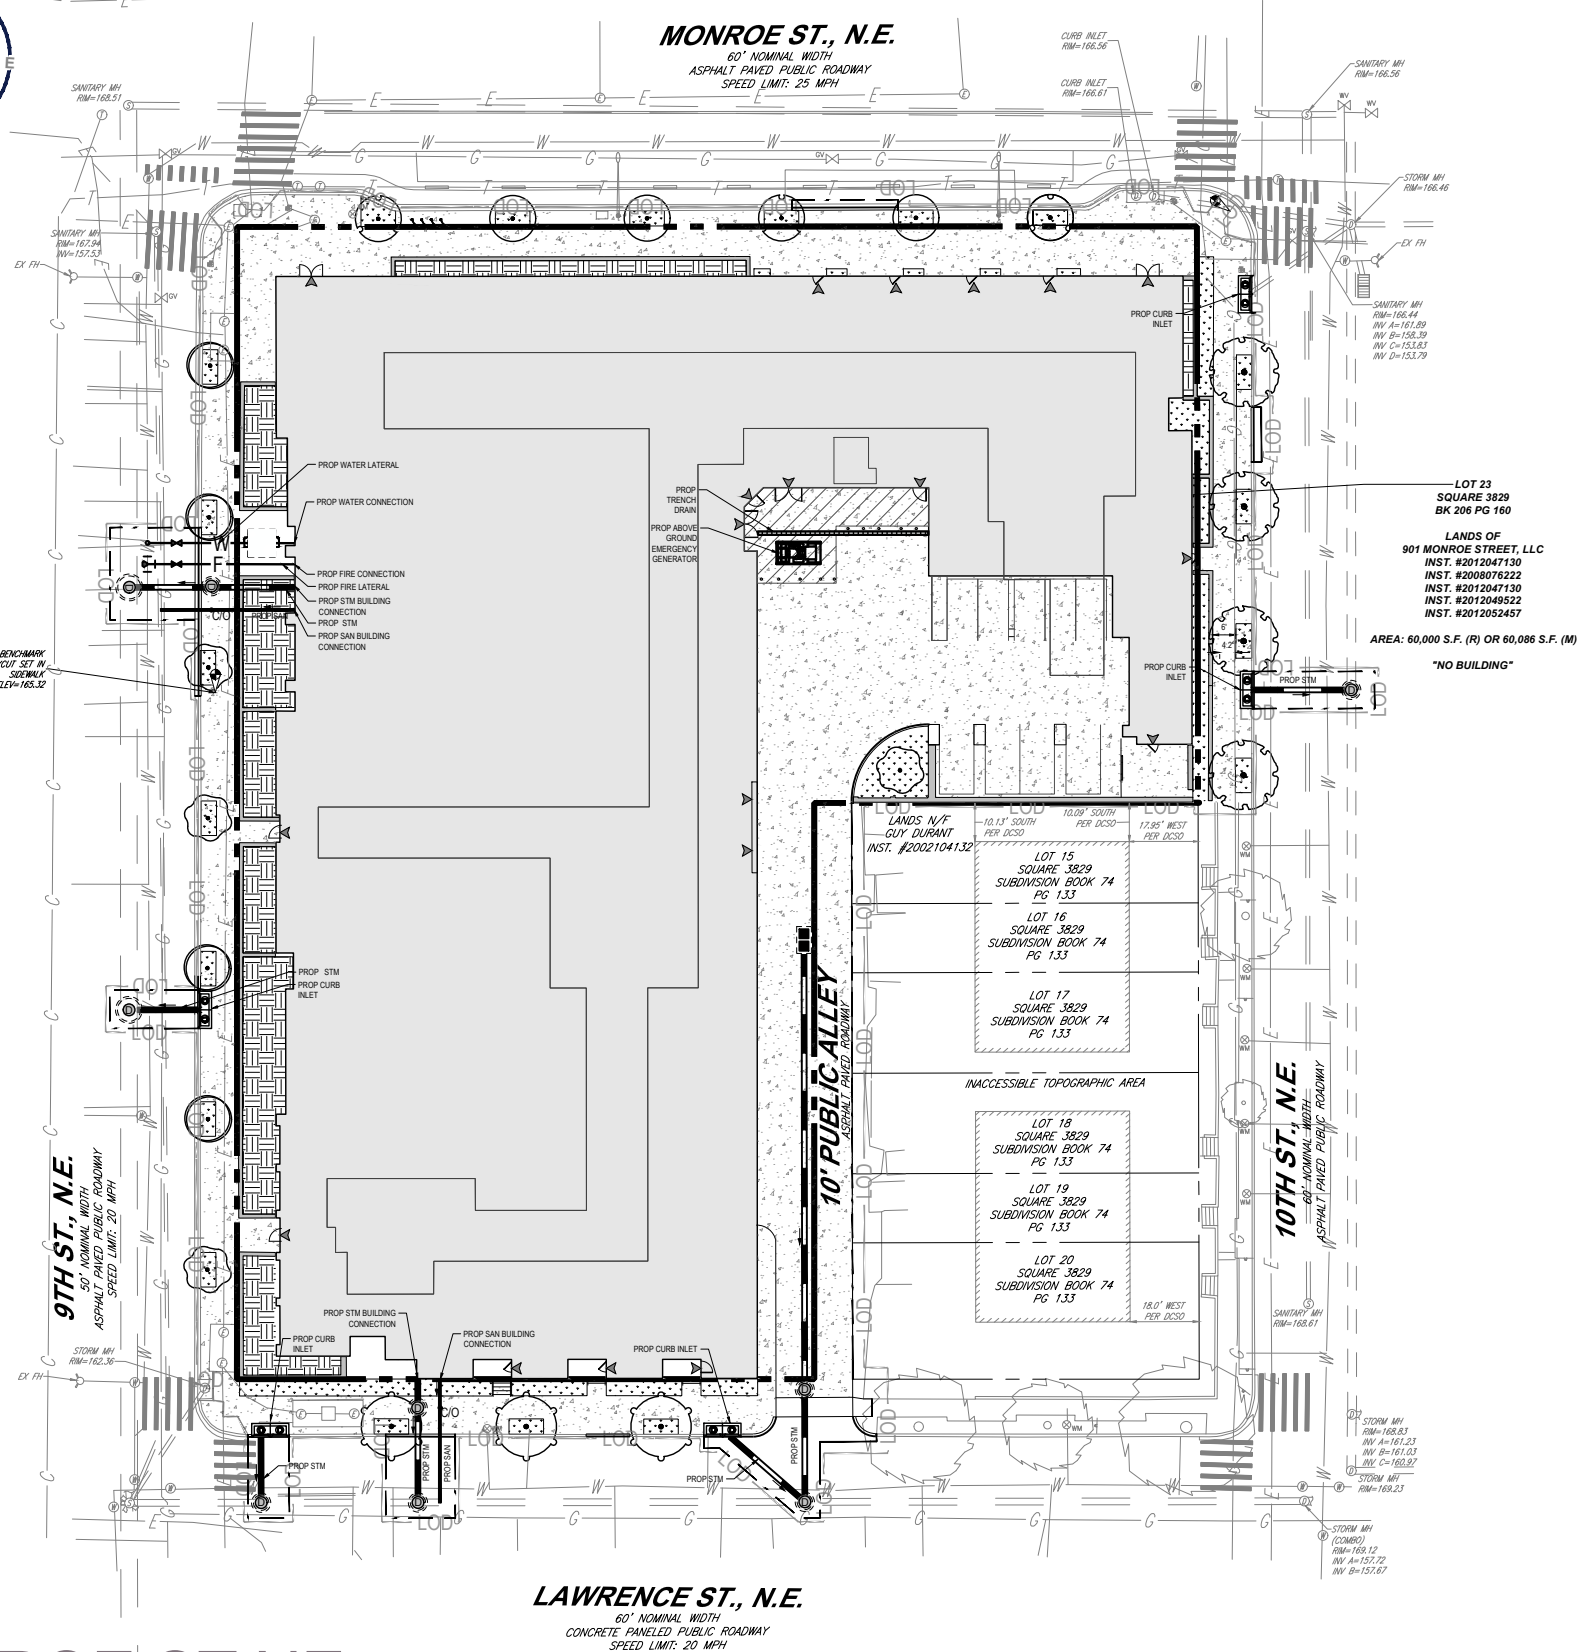 MONROE ST., N.E.
60' NOMINAL WIDTH
ASPHALT PAVED PUBLIC ROADWAY
SPEED LIMIT: 25 MPH
CURB INLET
RIM=166.56
CURB INLET
RIM=166.61
SANITARY MH
RIM=166.56
SANITARY MH
RIM=168.51
STORM MH
RIM=166.46
SANITARY MH
RIM=167.94
INV=157.53
EX FH
EX FH
SANITARY MH
RIM=166.44
INV A=161.89
INV B=158.39
INV C=153.83
INV D=153.79
PROP CURB
INLET
PROP WATER LATERAL
PROP WATER CONNECTION
PROP
TRENCH
DRAIN
PROP ABOVE
GROUND
EMERGENCY
GENERATOR
LOT 23
SQUARE 3829
BK 206 PG 160
LANDS OF
901 MONROE STREET, LLC
INST. #2012047130
INST. #2008076222
INST. #2012047130
INST. #2012049522
INST. #2012052457
AREA: 60,000 S.F. (R) OR 60,086 S.F. (M)
"NO BUILDING"
PROP FIRE CONNECTION
PROP FIRE LATERAL
PROP STM BUILDING
CONNECTION
PROP STM
PROP SAN BUILDING
CONNECTION
C/O
PROP SAN
BENCHMARK
CUT SET IN
SIDEWALK
ELEV=165.32
6'
4.2'
PROP CURB
INLET
PROP STM
LANDS N/F
GUY DURANT
INST. #2002104132
10.13' SOUTH
PER DCSO
10.09' SOUTH
PER DCSO
17.95' WEST
PER DCSO
LOT 15
SQUARE 3829
SUBDIVISION BOOK 74
PG 133
LOT 16
SQUARE 3829
SUBDIVISION BOOK 74
PG 133
LOT 17
SQUARE 3829
SUBDIVISION BOOK 74
PG 133
INACCESSIBLE TOPOGRAPHIC AREA
LOT 18
SQUARE 3829
SUBDIVISION BOOK 74
PG 133
LOT 19
SQUARE 3829
SUBDIVISION BOOK 74
PG 133
LOT 20
SQUARE 3829
SUBDIVISION BOOK 74
PG 133
18.0' WEST
PER DCSO
PROP STM
PROP CURB
INLET
10' PUBLIC ALLEY
ASPHALT PAVED ROADWAY
9TH ST., N.E.
50' NOMINAL WIDTH
ASPHALT PAVED PUBLIC ROADWAY
SPEED LIMIT: 20 MPH
10TH ST., N.E.
60' NOMINAL WIDTH
ASPHALT PAVED PUBLIC ROADWAY
SANITARY MH
RIM=168.61
PROP STM BUILDING
CONNECTION
PROP CURB
INLET
PROP SAN BUILDING
CONNECTION
PROP CURB INLET
STORM MH
RIM=162.36
EX FH
C/O
PROP STM
PROP STM
PROP SAN
PROP STM
PROP STM
STORM MH
RIM=168.83
INV A=161.23
INV B=161.03
INV C=160.97
STORM MH
RIM=169.23
STORM MH
(COMBO)
RIM=169.12
INV A=157.72
INV B=157.67
LAWRENCE ST., N.E.
60' NOMINAL WIDTH
CONCRETE PANELED PUBLIC ROADWAY
SPEED LIMIT: 20 MPH